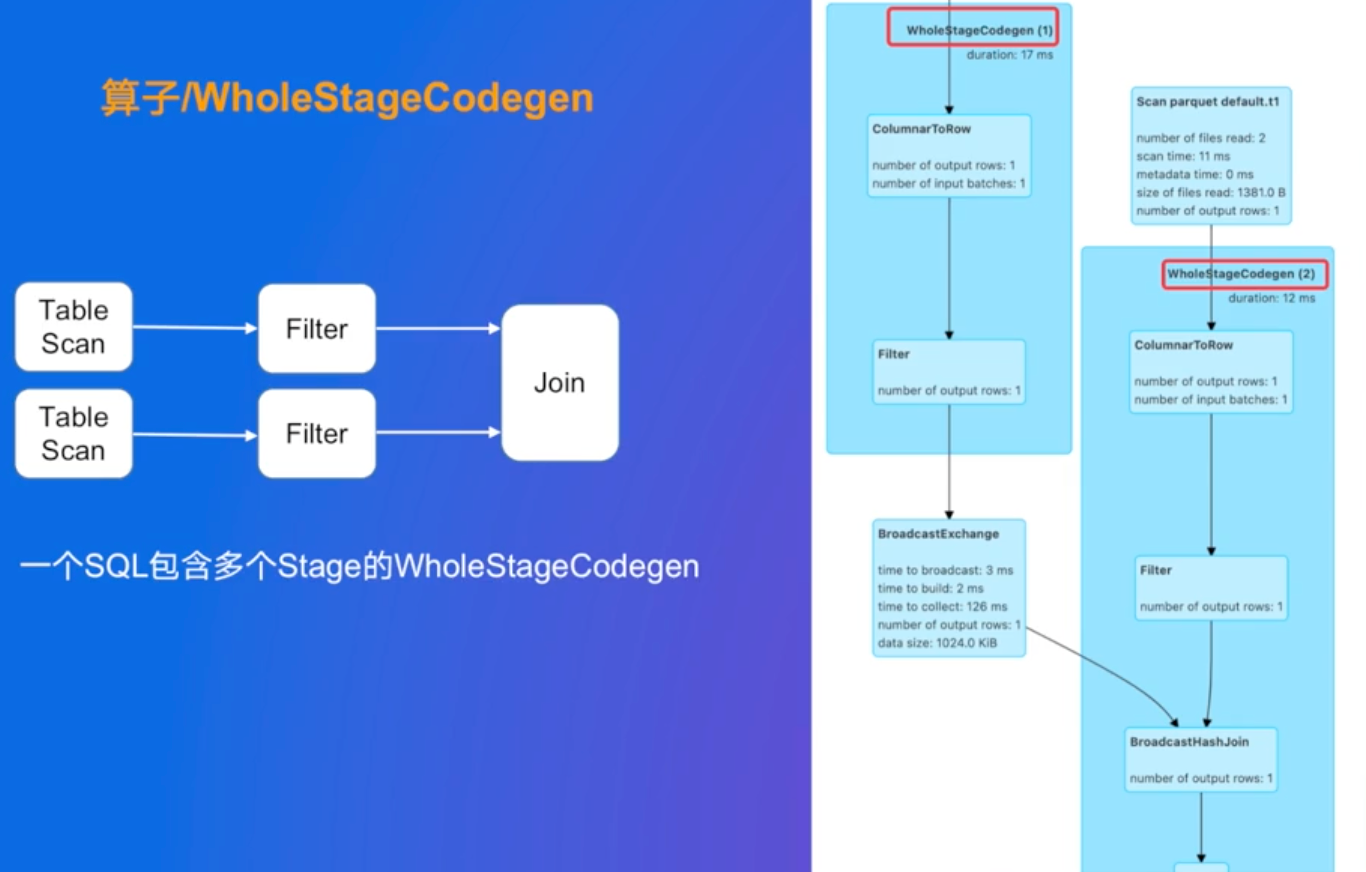 算子/WholeStageCodegen
Table
Scan
Filter
Table
Scan
Filter
Join
一个SQL包含多个Stage的WholeStageCodegen
WholeStageCodegen (1)
duration: 17 ms
ColumnarToRow
number of output rows: 1
number of input batches: 1
Filter
number of output rows: 1
BroadcastExchange
time to broadcast: 3 ms
time to build: 2 ms
time to collect: 126 ms
number of output rows: 1
data size: 1024.0 KiB
Scan parquet default.t1
number of files read: 2
scan time: 11 ms
metadata time: 0 ms
size of files read: 1381.0 B
number of output rows: 1
WholeStageCodegen (2)
duration: 12 ms
ColumnarToRow
number of output rows: 1
number of input batches: 1
Filter
number of output rows: 1
BroadcastHashJoin
number of output rows: 1